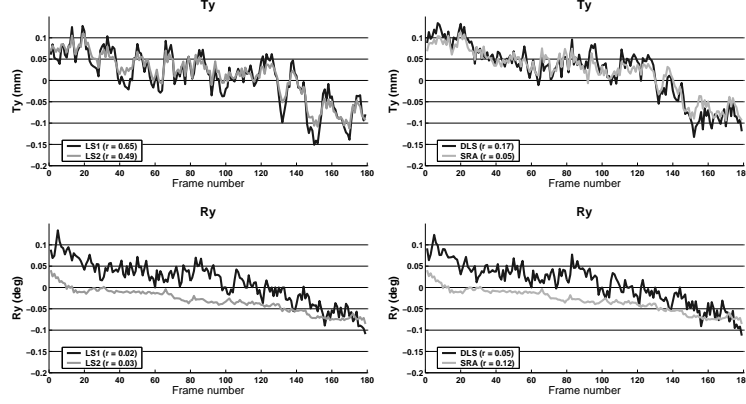 Ty
0.1
0.05
0
−0.05
−0.1
−0.15
−0.2
Ty (mm)
LS1 (r = 0.65)
LS2 (r = 0.49)
0 20 40 60 80 100 120 140 160 180
Frame number
Ty
0.1
0.05
0
−0.05
−0.1
−0.15
−0.2
Ty (mm)
DLS (r = 0.17)
SRA (r = 0.05)
0 20 40 60 80 100 120 140 160 180
Frame number
Ry
0.1
0.05
0
−0.05
−0.1
−0.15
−0.2
Ry (deg)
LS1 (r = 0.02)
LS2 (r = 0.03)
0 20 40 60 80 100 120 140 160 180
Frame number
Ry
0.1
0.05
0
−0.05
−0.1
−0.15
−0.2
Ry (deg)
DLS (r = 0.05)
SRA (r = 0.12)
0 20 40 60 80 100 120 140 160 180
Frame number